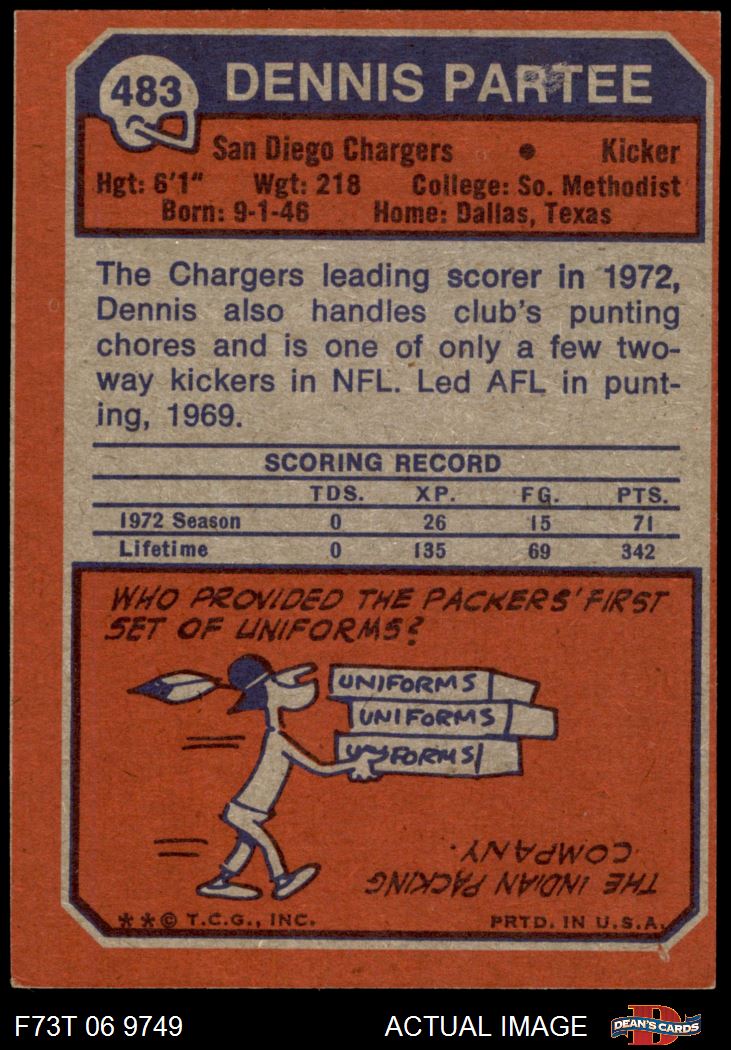 483
DENNIS PARTEE
San Diego Chargers • Kicker
Hgt: 6'1" Wgt: 218 College: So. Methodist
Born: 9-1-46 Home: Dallas, Texas
The Chargers leading scorer in 1972,
Dennis also handles club's punting
chores and is one of only a few two-
way kickers in NFL. Led AFL in punt-
ing, 1969.
SCORING RECORD
TDS. XP. FG. PTS.
1972 Season 0 26 15 71
Lifetime 0 135 69 342
WHO PROVIDED THE PACKERS' FIRST
SET OF UNIFORMS?
UNIFORMS
UNIFORMS
UNIFORMS
THE INDIAN PACKING
COMPANY.
**© T.C.G., INC. PRTD. IN U.S.A.
F73T 06 9749 ACTUAL IMAGE
D
DEAN'S CARDS